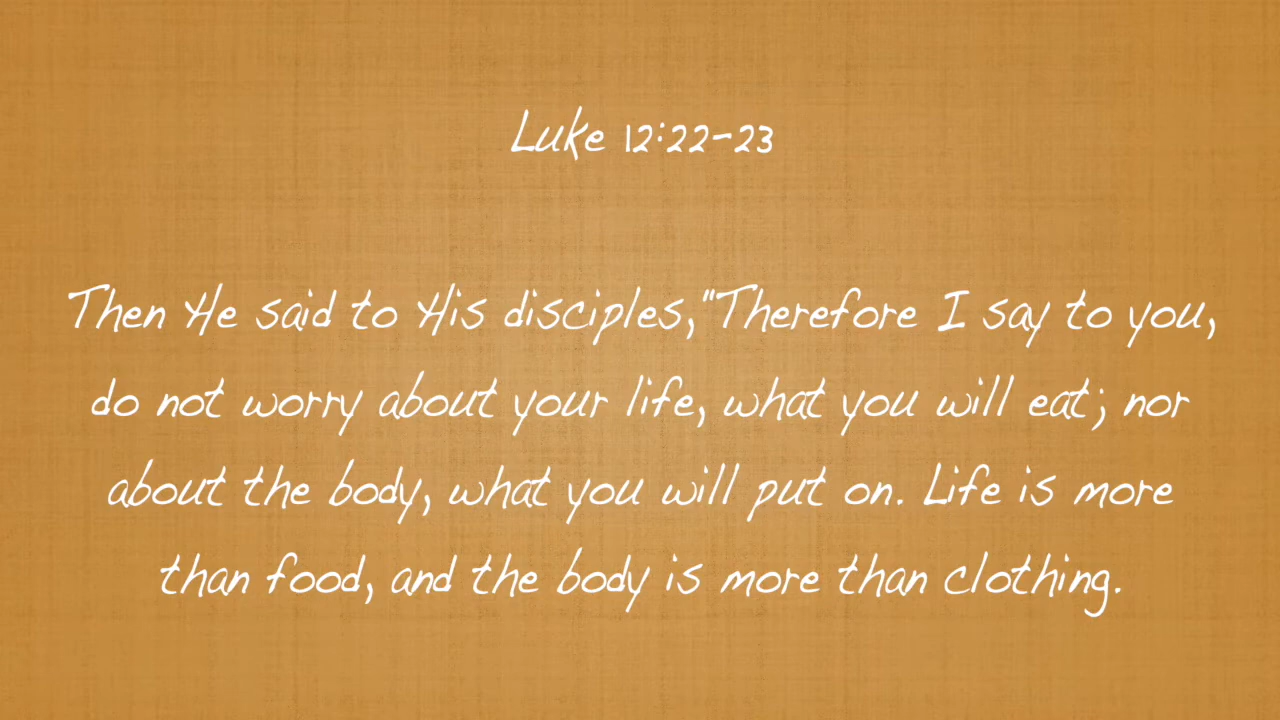 Luke 12:22-23
Then He said to His disciples,"Therefore I say to you,
do not worry about your life, what you will eat; nor
about the body, what you will put on. Life is more
than food, and the body is more than clothing.